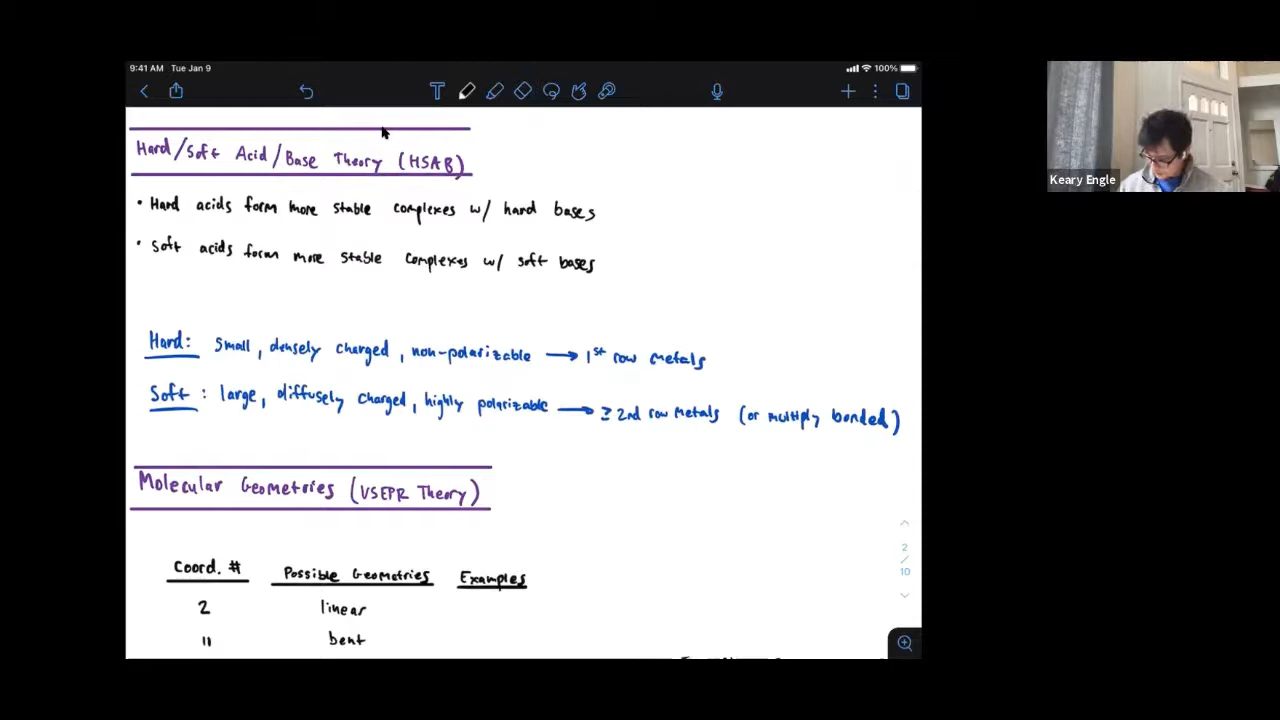 9:41 AM Tue Jan 9
100%
T
Hard/Soft Acid/Base Theory (HSAB)
• Hard acids form more stable complexes w/ hard bases
• Soft acids form more stable complexes w/ soft bases
Hard: small, densely charged, non-polarizable → 1st row metals
Soft: large, diffusely charged, highly polarizable → ≥ 2nd row metals (or multiply bonded)
Molecular Geometries (VSEPR Theory)
Coord. # Possible Geometries Examples
2 linear
" bent
2
/
10
Keary Engle